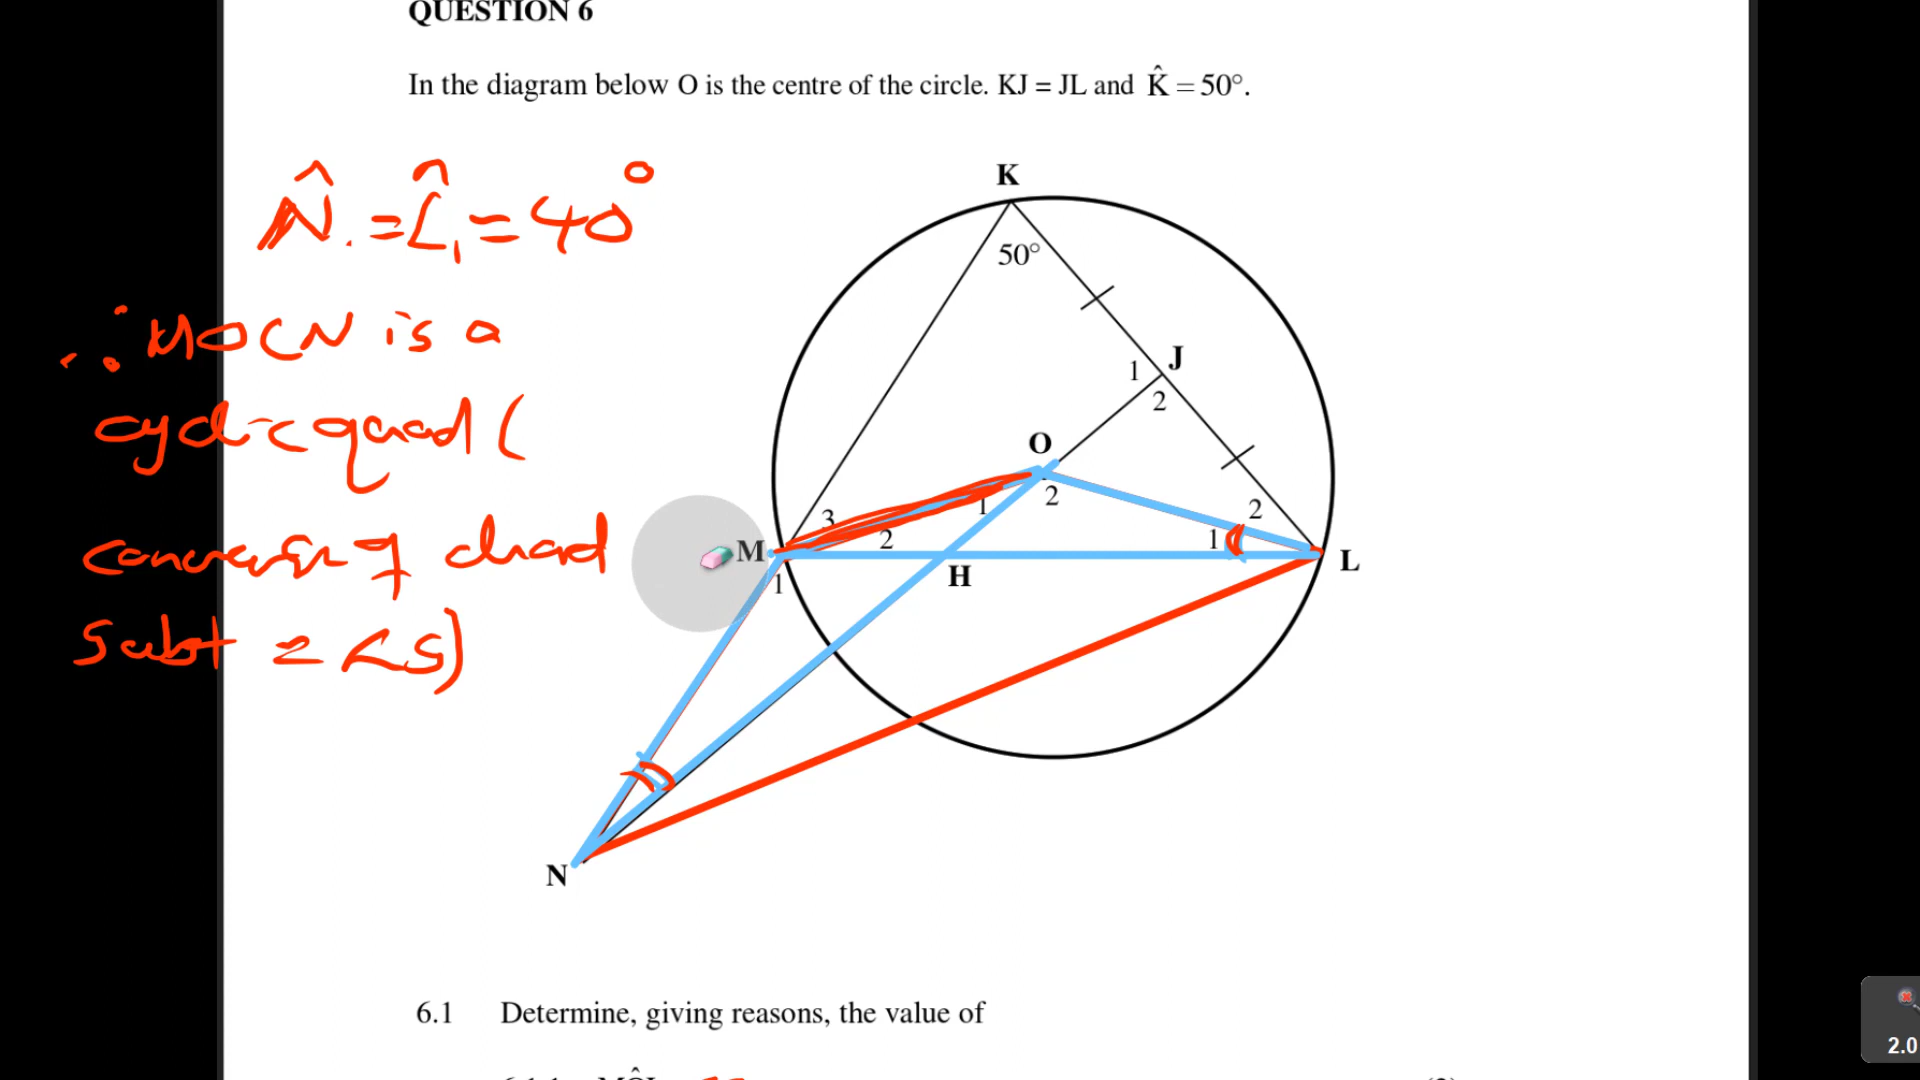 QUESTION 6
In the diagram below O is the centre of the circle. KJ = JL and K̂ = 50°.
N̂. = L̂₁ = 40°
∴ MOLN is a
cyclic quad (
converse of chord
subt = ∠s)
K
50°
J
1
2
O
3
1
2
2
2
1
M
H
L
1
N
6.1 Determine, giving reasons, the value of
2.0